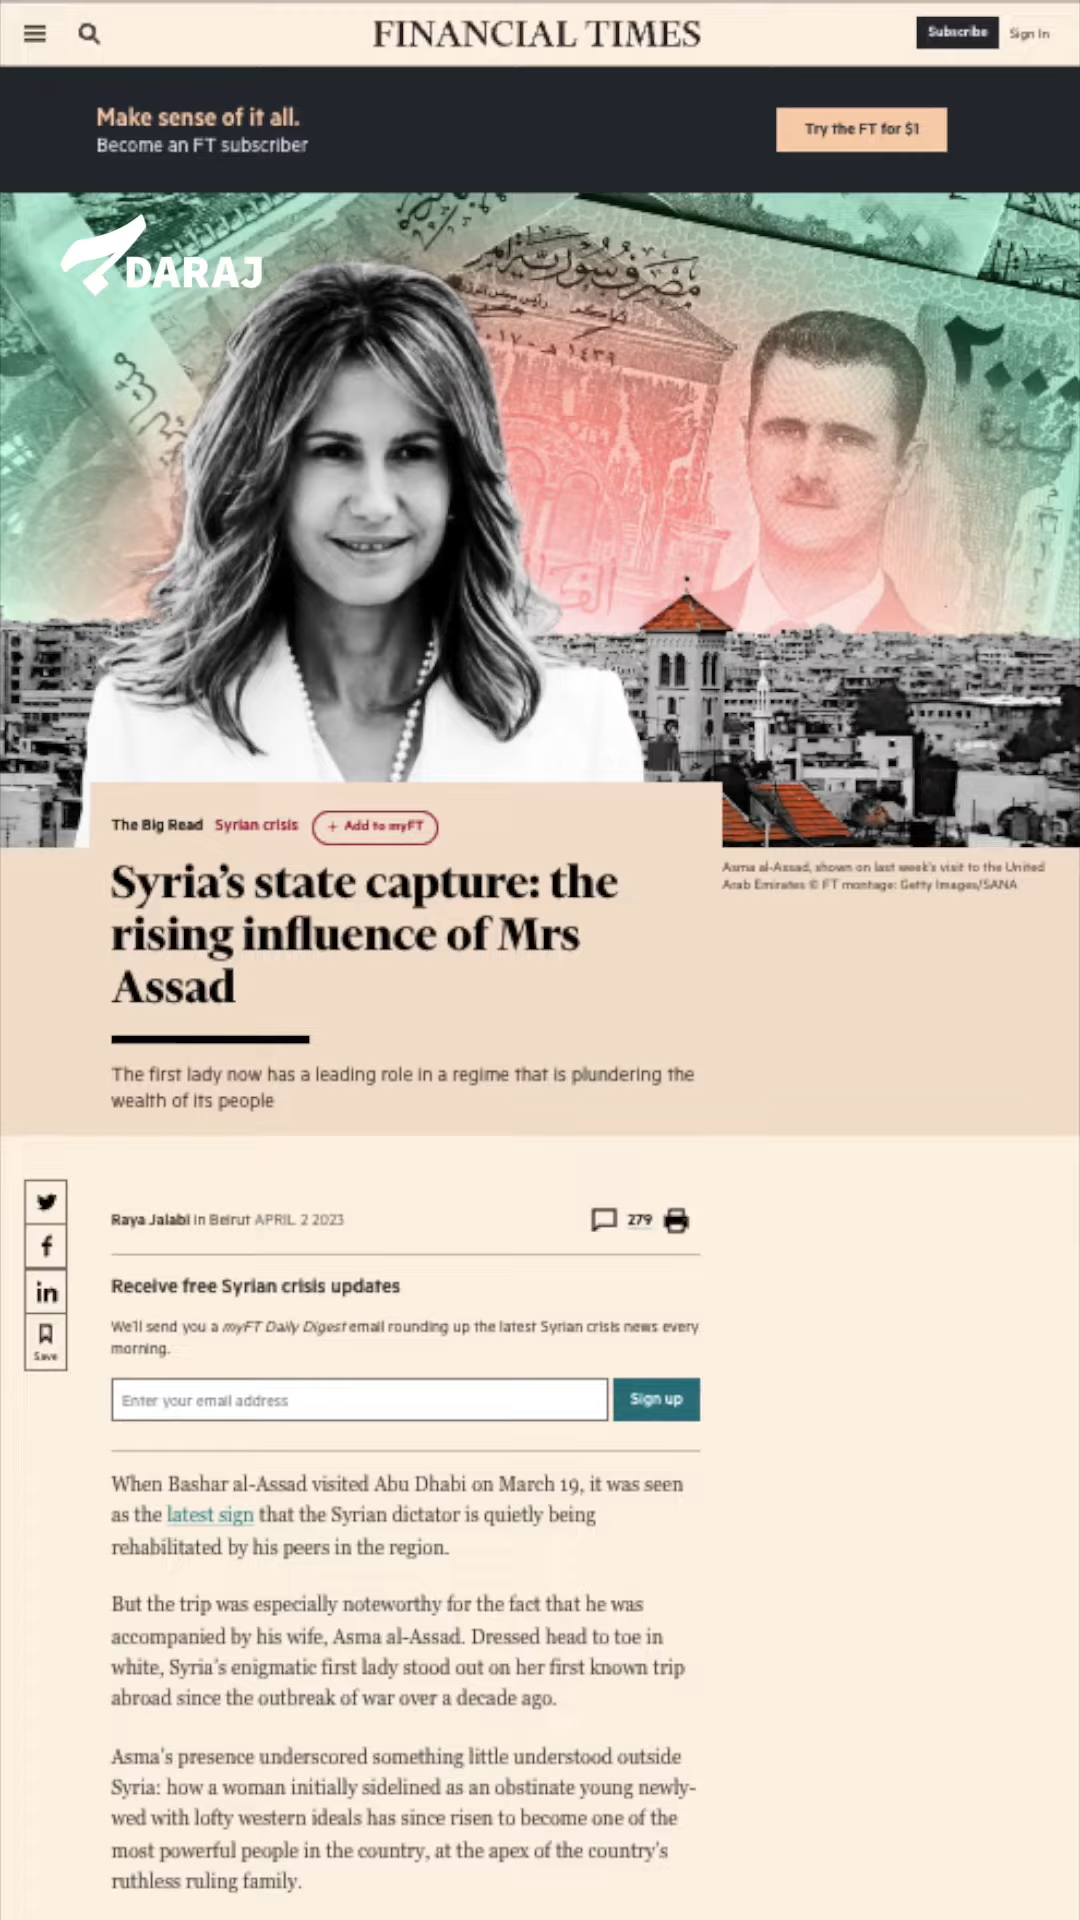 FINANCIAL TIMES
Subscribe
Sign In
Make sense of it all.
Become an FT subscriber
Try the FT for $1
DARAJ
مصرف سورية المركزي
٢٠١٧ - ١٤٣٩ هـ
٢٠٠٠
The Big Read Syrian crisis + Add to myFT
Syria's state capture: the
rising influence of Mrs
Assad
Asma al-Assad, shown on last week's visit to the United
Arab Emirates © FT montage: Getty Images/SANA
The first lady now has a leading role in a regime that is plundering the
wealth of its people
Raya Jalabi in Beirut APRIL 2 2023
279
Save
Receive free Syrian crisis updates
We'll send you a myFT Daily Digest email rounding up the latest Syrian crisis news every
morning.
Enter your email address
Sign up
When Bashar al-Assad visited Abu Dhabi on March 19, it was seen
as the latest sign that the Syrian dictator is quietly being
rehabilitated by his peers in the region.
But the trip was especially noteworthy for the fact that he was
accompanied by his wife, Asma al-Assad. Dressed head to toe in
white, Syria's enigmatic first lady stood out on her first known trip
abroad since the outbreak of war over a decade ago.
Asma's presence underscored something little understood outside
Syria: how a woman initially sidelined as an obstinate young newly-
wed with lofty western ideals has since risen to become one of the
most powerful people in the country, at the apex of the country's
ruthless ruling family.